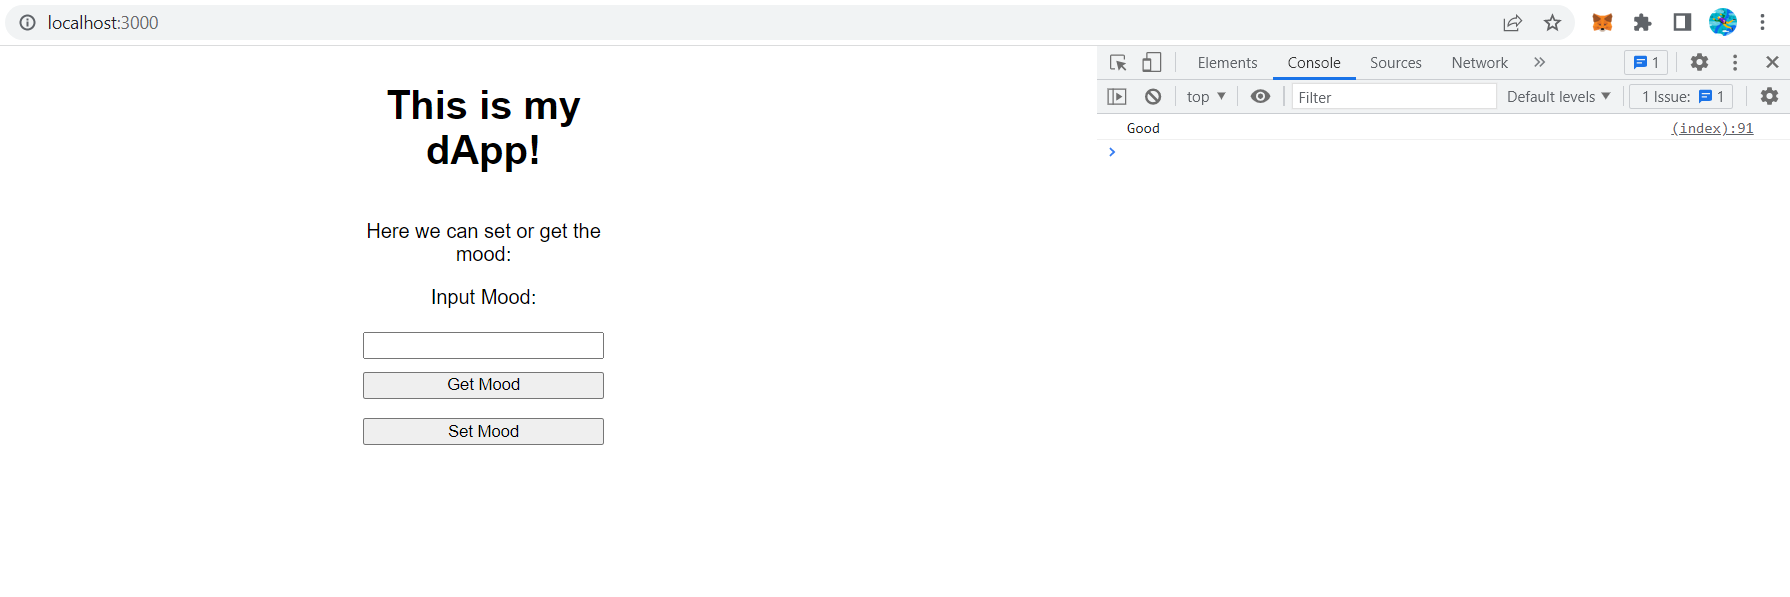 localhost:3000
This is my
dApp!
Here we can set or get the
mood:
Input Mood:
Get Mood
Set Mood
Elements Console Sources Network » 1
top Filter Default levels 1 Issue: 1
Good (index):91